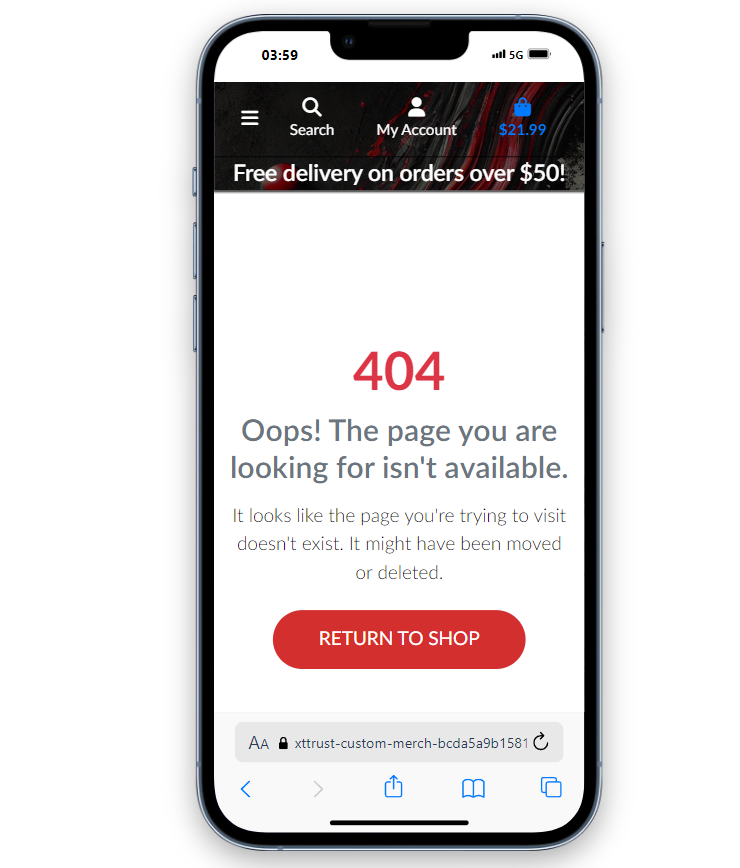 03:59
5G
Search
My Account
$21.99
Free delivery on orders over $50!
404
Oops! The page you are
looking for isn't available.
It looks like the page you're trying to visit
doesn't exist. It might have been moved
or deleted.
RETURN TO SHOP
AA
xttrust-custom-merch-bcda5a9b1581